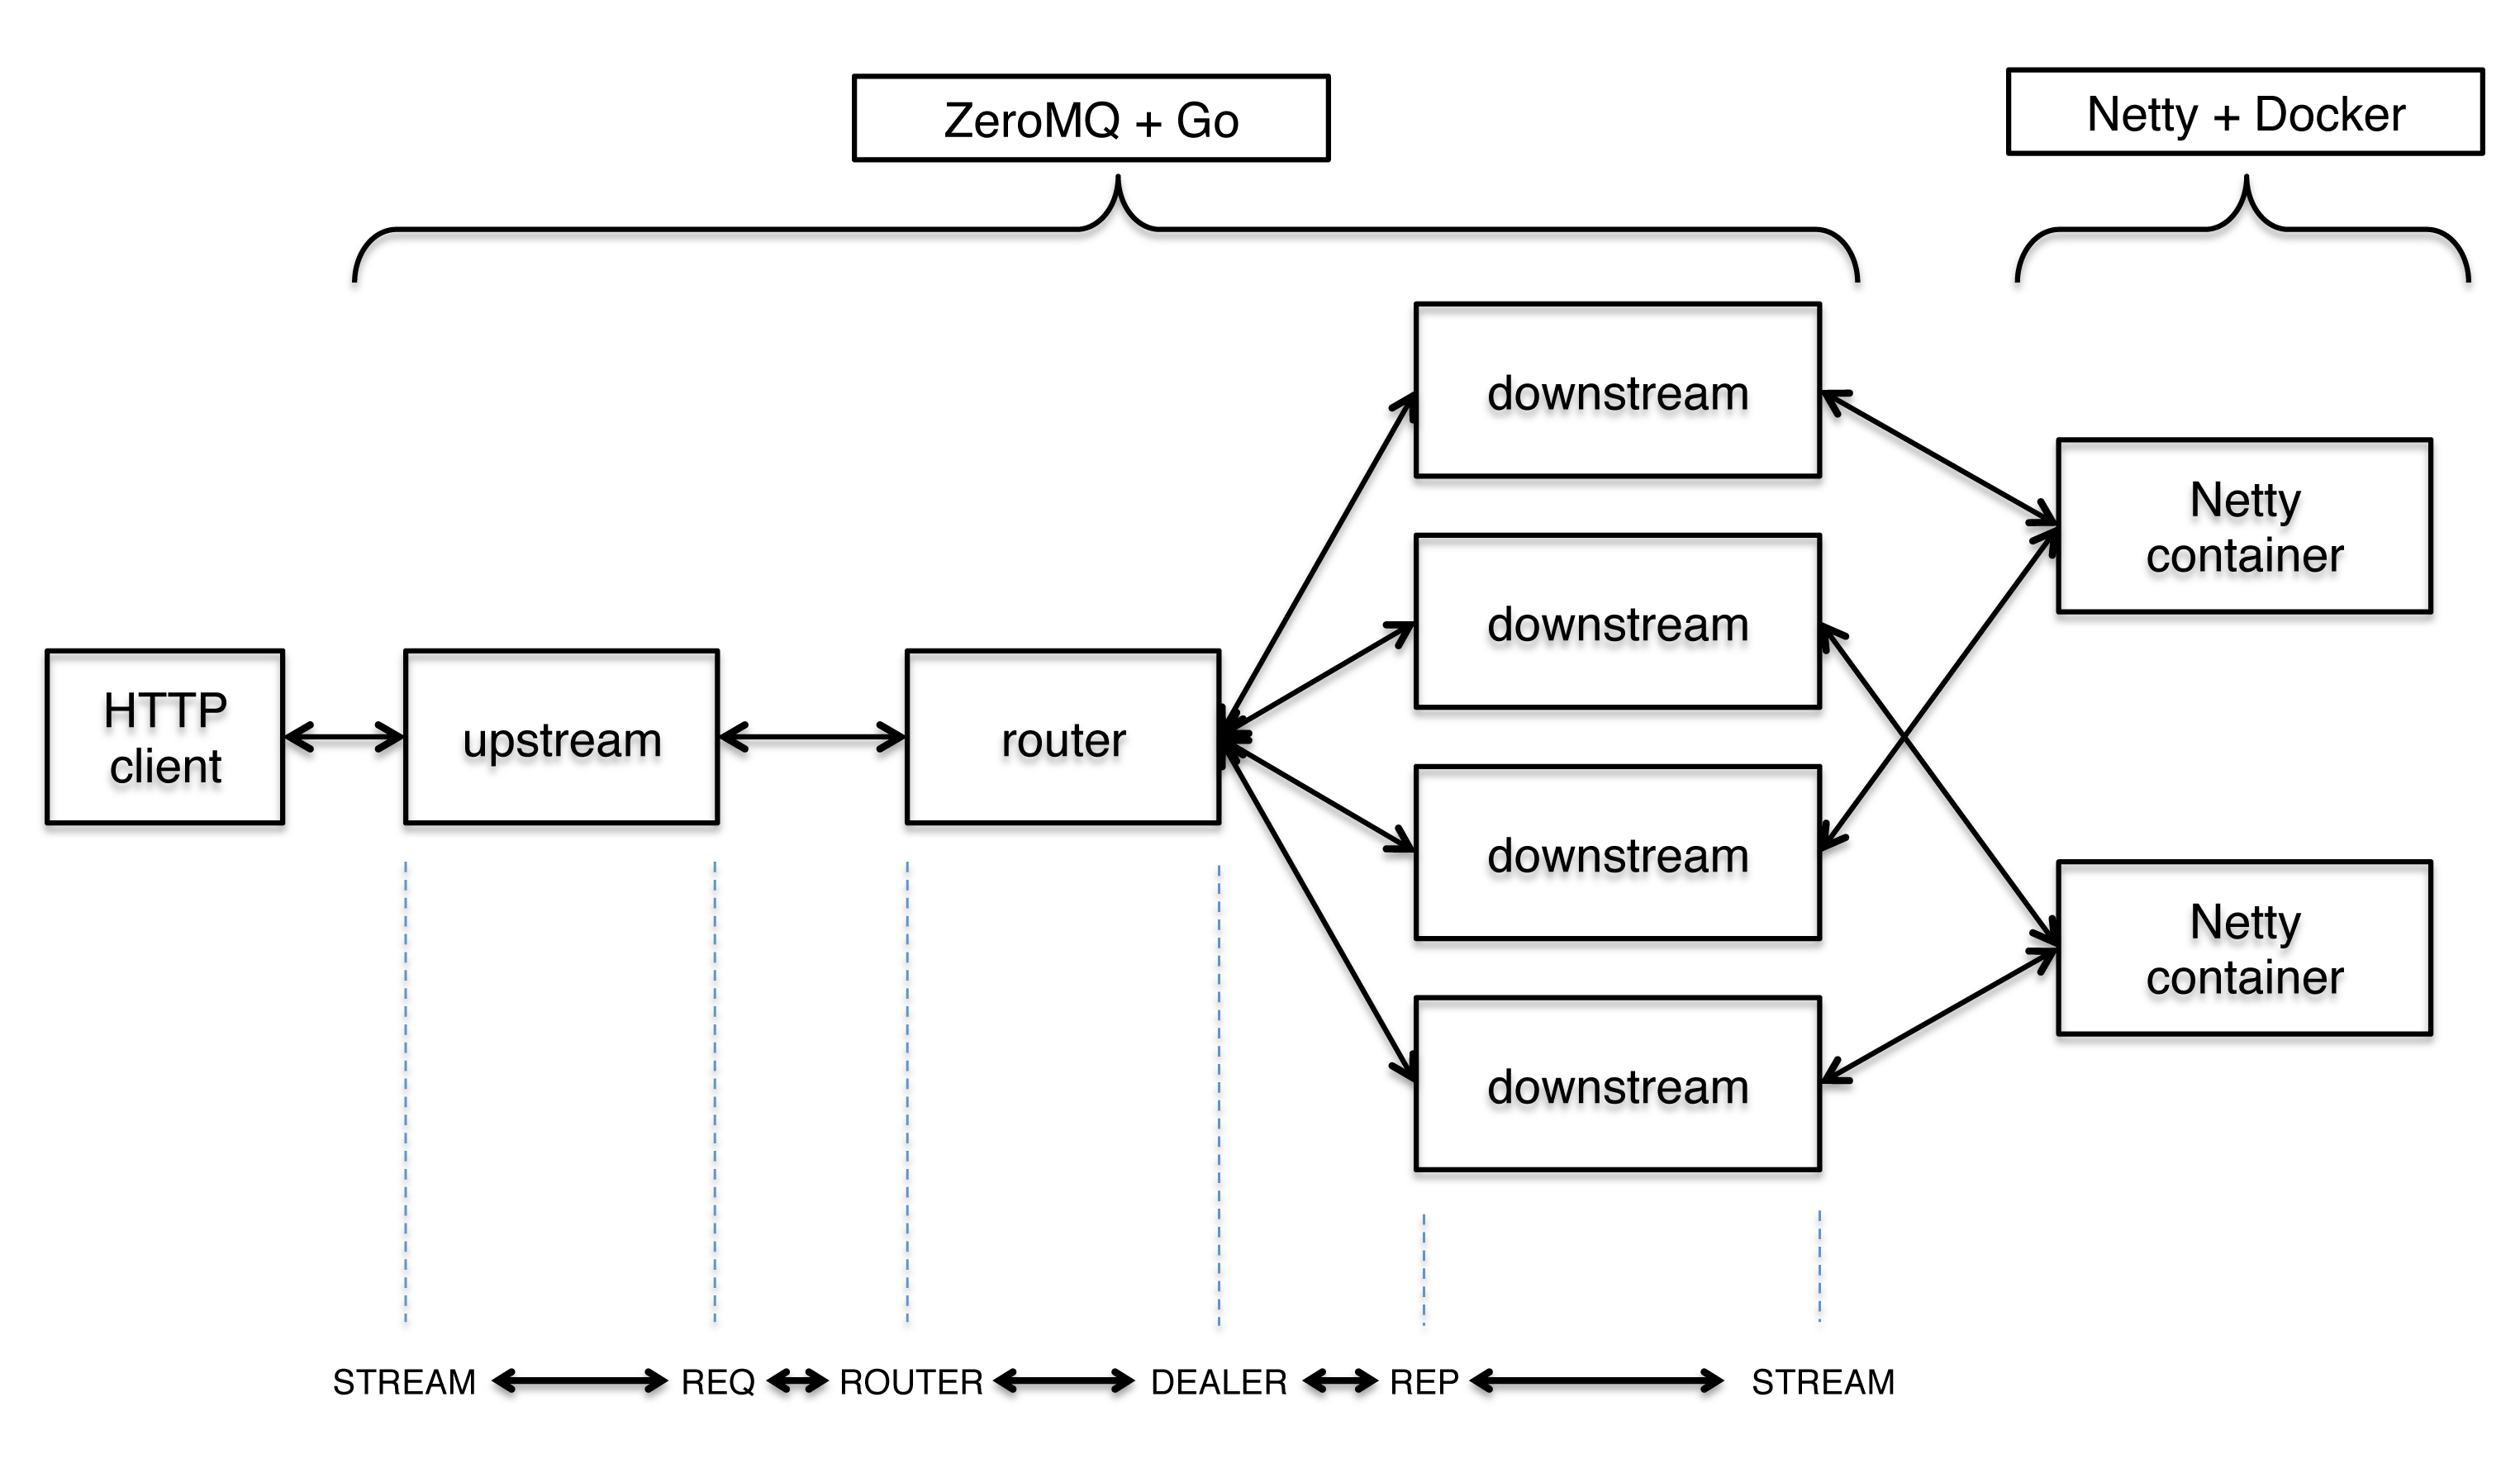 ZeroMQ + Go
Netty + Docker
HTTP
client
upstream
router
downstream
downstream
downstream
downstream
Netty
container
Netty
container
STREAM
REQ
ROUTER
DEALER
REP
STREAM